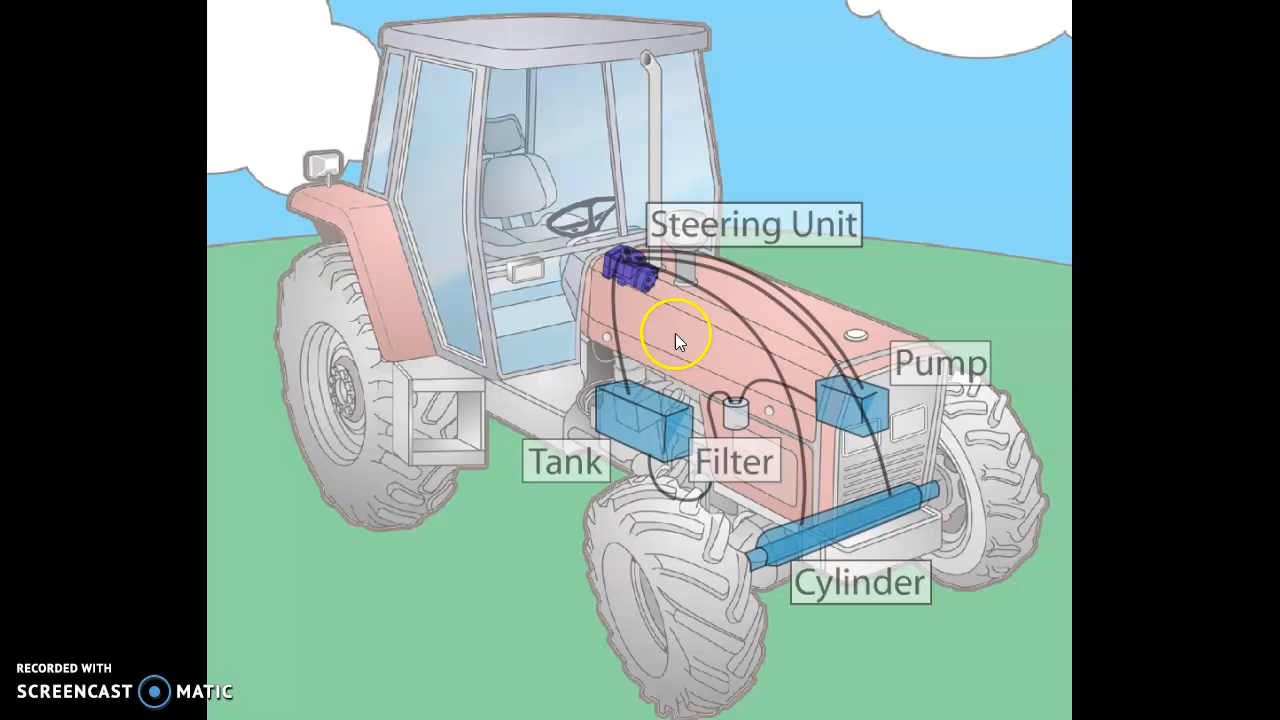 Steering Unit
Pump
Tank
Filter
Cylinder
RECORDED WITH
SCREENCAST MATIC